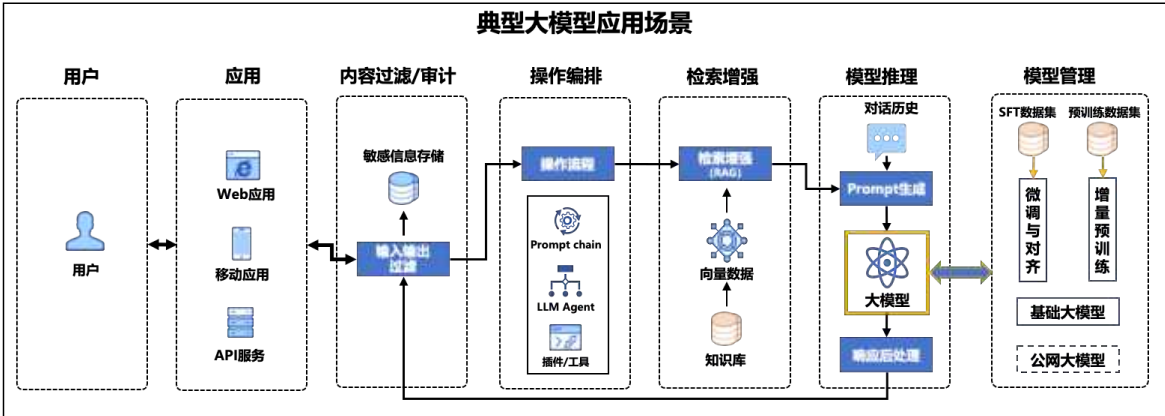 典型大模型应用场景
用户
应用
内容过滤/审计
操作编排
检索增强
模型推理
模型管理
用户
Web应用
移动应用
API服务
敏感信息存储
输入输出
过滤
操作流程
Prompt chain
LLM Agent
插件/工具
检索增强
(RAG)
向量数据
知识库
对话历史
Prompt生成
大模型
响应后处理
SFT数据集
预训练数据集
微调与对齐
增量预训练
基础大模型
公网大模型